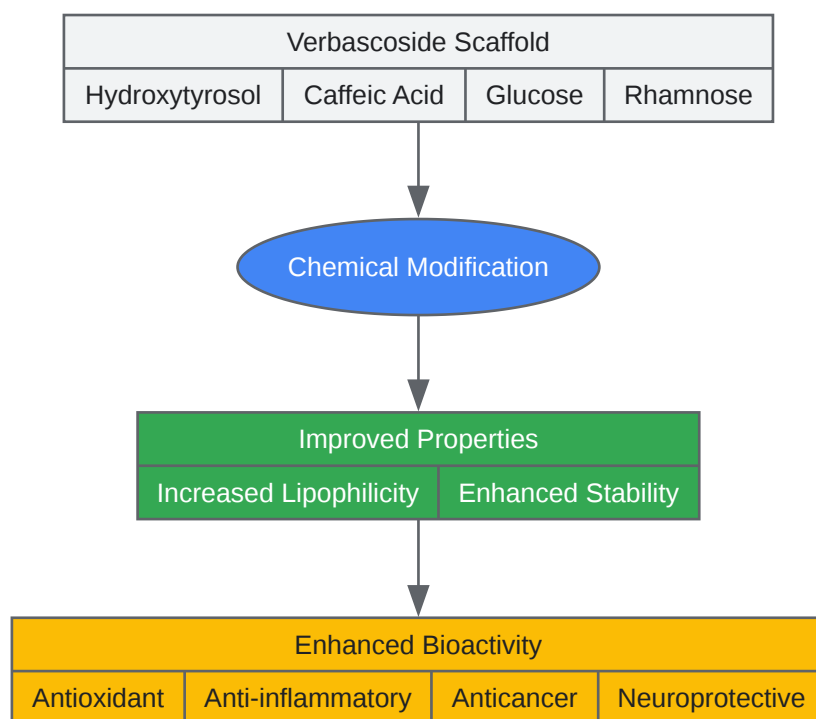 Verbascoside Scaffold
Hydroxytyrosol Caffeic Acid Glucose Rhamnose
Chemical Modification
Improved Properties
Increased Lipophilicity Enhanced Stability
Enhanced Bioactivity
Antioxidant Anti-inflammatory Anticancer Neuroprotective